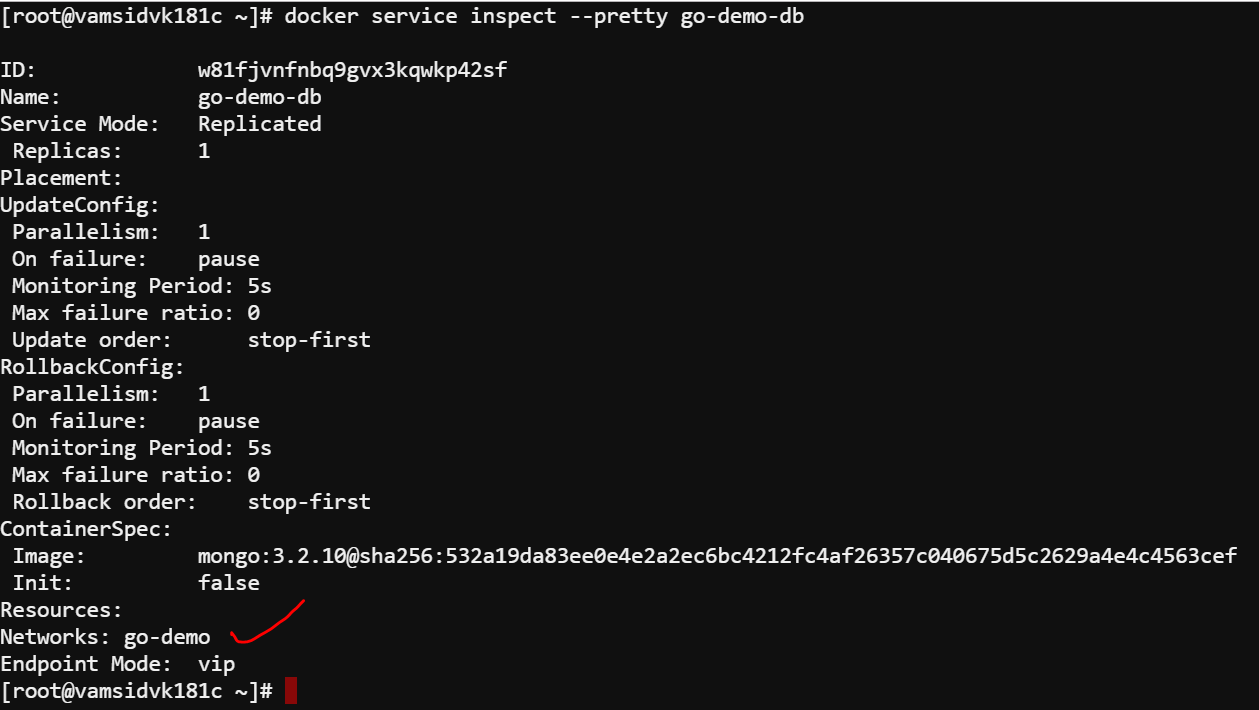 [root@vamsidvk181c ~]# docker service inspect --pretty go-demo-db
ID: w81fjvnfnbq9gvx3kqwkp42sf
Name: go-demo-db
Service Mode: Replicated
Replicas: 1
Placement:
UpdateConfig:
Parallelism: 1
On failure: pause
Monitoring Period: 5s
Max failure ratio: 0
Update order: stop-first
RollbackConfig:
Parallelism: 1
On failure: pause
Monitoring Period: 5s
Max failure ratio: 0
Rollback order: stop-first
ContainerSpec:
Image: mongo:3.2.10@sha256:532a19da83ee0e4e2a2ec6bc4212fc4af26357c040675d5c2629a4e4c4563cef
Init: false
Resources:
Networks: go-demo
Endpoint Mode: vip
[root@vamsidvk181c ~]#